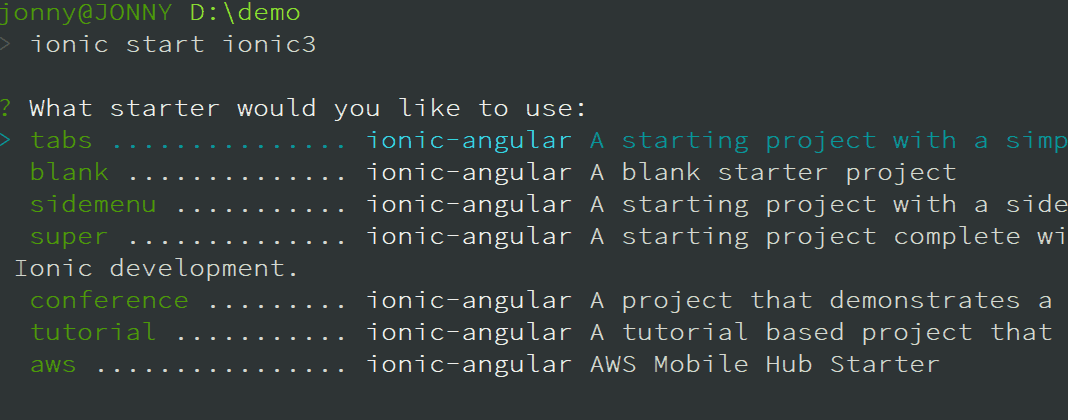 jonny@JONNY D:\demo
> ionic start ionic3
? What starter would you like to use:
> tabs ............... ionic-angular A starting project with a simp
blank .............. ionic-angular A blank starter project
sidemenu ........... ionic-angular A starting project with a side
super .............. ionic-angular A starting project complete wi
Ionic development.
conference ......... ionic-angular A project that demonstrates a
tutorial ........... ionic-angular A tutorial based project that
aws ................ ionic-angular AWS Mobile Hub Starter